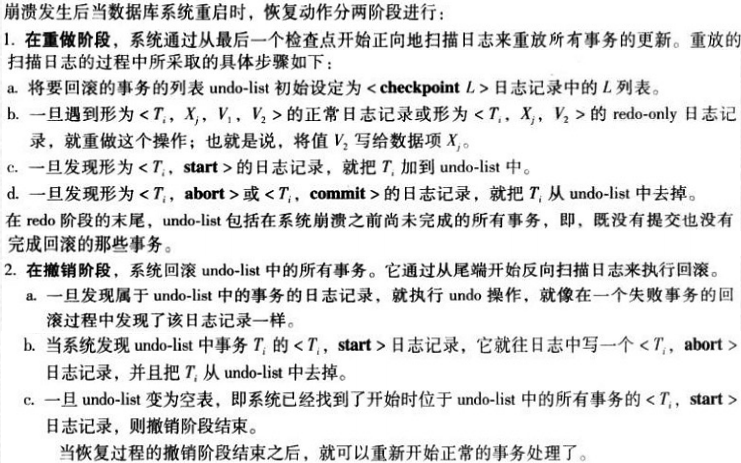 崩溃发生后当数据库系统重启时，恢复动作分两阶段进行：
1. 在重做阶段，系统通过从最后一个检查点开始正向地扫描日志来重放所有事务的更新。重放的
扫描日志的过程中所采取的具体步骤如下：
a. 将要回滚的事务的列表 undo-list 初始设定为 <checkpoint L> 日志记录中的 L 列表。
b. 一旦遇到形为 <Ti, Xj, V1, V2> 的正常日志记录或形为 <Ti, Xj, V2> 的 redo-only 日志记
录，就重做这个操作；也就是说，将值 V2 写给数据项 Xj。
c. 一旦发现形为 <Ti, start> 的日志记录，就把 Ti 加到 undo-list 中。
d. 一旦发现形为 <Ti, abort> 或 <Ti, commit> 的日志记录，就把 Ti 从 undo-list 中去掉。
在 redo 阶段的末尾，undo-list 包括在系统崩溃之前尚未完成的所有事务，即，既没有提交也没有
完成回滚的那些事务。
2. 在撤销阶段，系统回滚 undo-list 中的所有事务。它通过从尾端开始反向扫描日志来执行回滚。
a. 一旦发现属于 undo-list 中的事务的日志记录，就执行 undo 操作，就像在一个失败事务的回
滚过程中发现了该日志记录一样。
b. 当系统发现 undo-list 中事务 Ti 的 <Ti, start> 日志记录，它就往日志中写一个 <Ti, abort>
日志记录，并且把 Ti 从 undo-list 中去掉。
c. 一旦 undo-list 变为空表，即系统已经找到了开始时位于 undo-list 中的所有事务的 <Ti, start>
日志记录，则撤销阶段结束。
当恢复过程的撤销阶段结束之后，就可以重新开始正常的事务处理了。